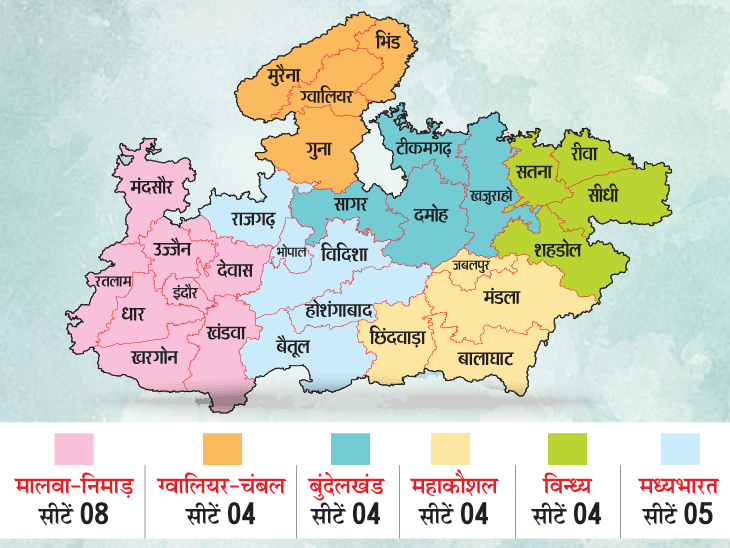 भिंड
मुरैना
ग्वालियर
गुना
टीकमगढ़
खजुराहो
सतना
रीवा
सीधी
मंदसौर
राजगढ़
सागर
दमोह
शहडोल
उज्जैन
देवास
भोपाल
विदिशा
जबलपुर
मंडला
रतलाम
इंदौर
धार
खंडवा
होशंगाबाद
खरगोन
बैतूल
छिंदवाड़ा
बालाघाट
मालवा-निमाड़
सीटें 08
ग्वालियर-चंबल
सीटें 04
बुंदेलखंड
सीटें 04
महाकौशल
सीटें 04
विन्ध्य
सीटें 04
मध्यभारत
सीटें 05